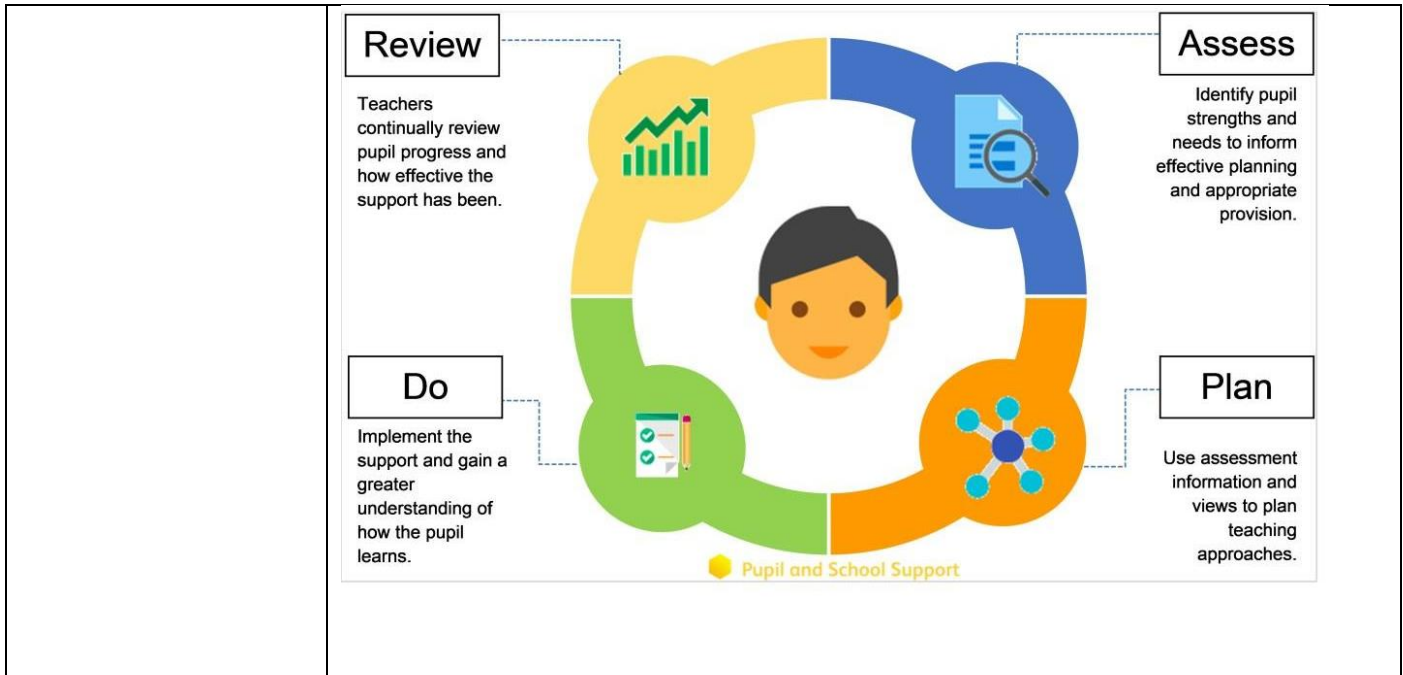 Review
Teachers
continually review
pupil progress and
how effective the
support has been.
Assess
Identify pupil
strengths and
needs to inform
effective planning
and appropriate
provision.
Do
Implement the
support and gain a
greater
understanding of
how the pupil
learns.
Plan
Use assessment
information and
views to plan
teaching
approaches.
Pupil and School Support